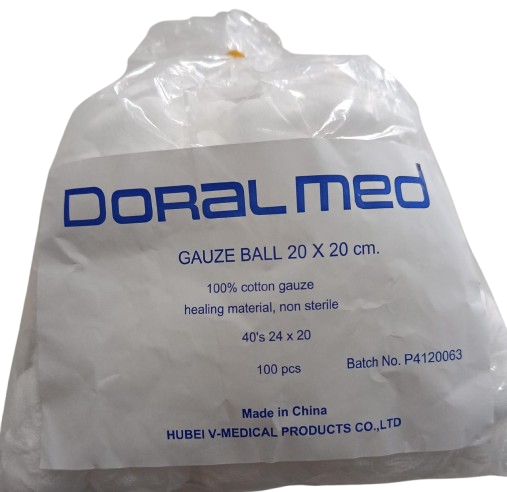 DORALMED
GAUZE BALL 20 X 20 cm.
100% cotton gauze
healing material, non sterile
40's 24 x 20
100 pcs
Batch No. P4120063
Made in China
HUBEI V-MEDICAL PRODUCTS CO.,LTD